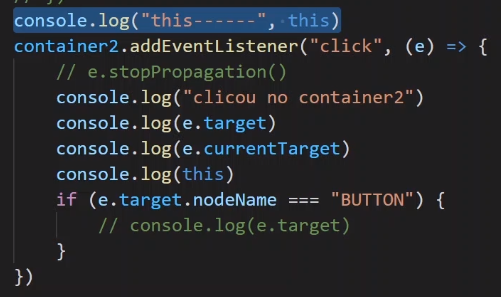 console.log("this------", this)
container2.addEventListener("click", (e) => {
    // e.stopPropagation()
    console.log("clicou no container2")
    console.log(e.target)
    console.log(e.currentTarget)
    console.log(this)
    if (e.target.nodeName === "BUTTON") {
        // console.log(e.target)
    }
})